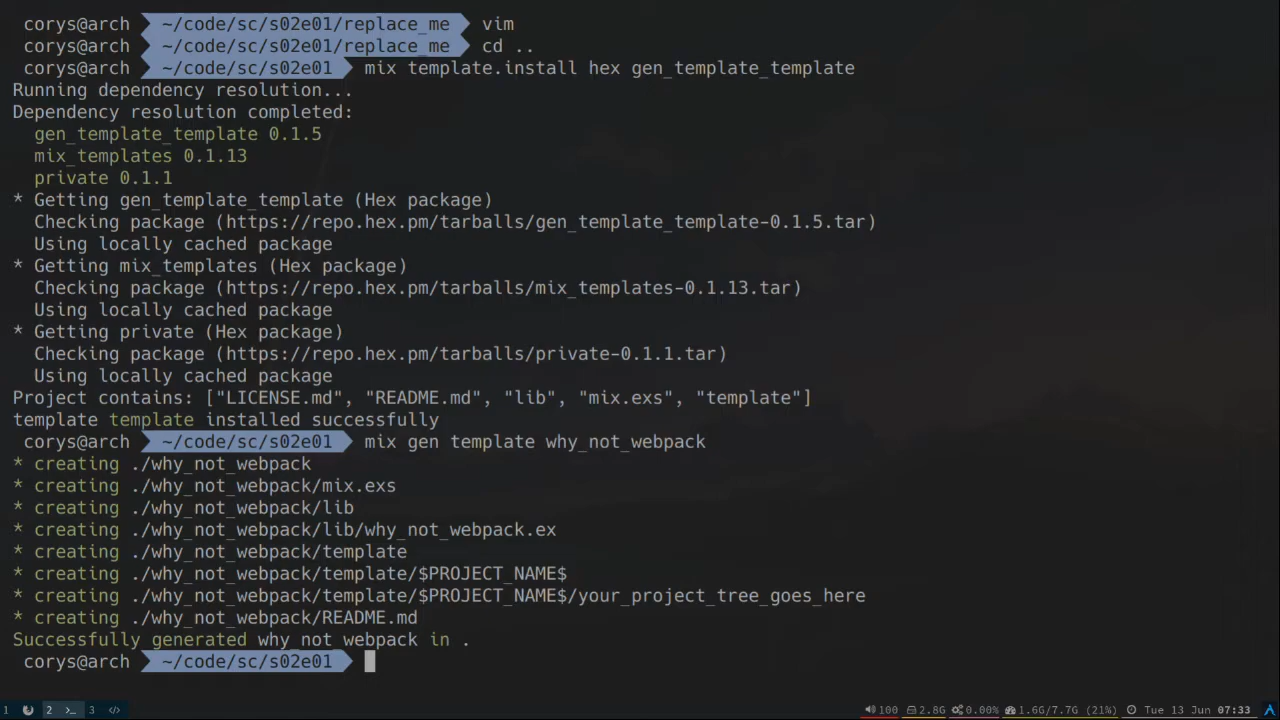 corys@arch ~/code/sc/s02e01/replace_me vim
corys@arch ~/code/sc/s02e01/replace_me cd ..
corys@arch ~/code/sc/s02e01 mix template.install hex gen_template_template
Running dependency resolution...
Dependency resolution completed:
  gen_template_template 0.1.5
  mix_templates 0.1.13
  private 0.1.1
* Getting gen_template_template (Hex package)
  Checking package (https://repo.hex.pm/tarballs/gen_template_template-0.1.5.tar)
  Using locally cached package
* Getting mix_templates (Hex package)
  Checking package (https://repo.hex.pm/tarballs/mix_templates-0.1.13.tar)
  Using locally cached package
* Getting private (Hex package)
  Checking package (https://repo.hex.pm/tarballs/private-0.1.1.tar)
  Using locally cached package
Project contains: ["LICENSE.md", "README.md", "lib", "mix.exs", "template"]
template template installed successfully
corys@arch ~/code/sc/s02e01 mix gen template why_not_webpack
* creating ./why_not_webpack
* creating ./why_not_webpack/mix.exs
* creating ./why_not_webpack/lib
* creating ./why_not_webpack/lib/why_not_webpack.ex
* creating ./why_not_webpack/template
* creating ./why_not_webpack/template/$PROJECT_NAME$
* creating ./why_not_webpack/template/$PROJECT_NAME$/your_project_tree_goes_here
* creating ./why_not_webpack/README.md
Successfully generated why_not_webpack in .
corys@arch ~/code/sc/s02e01
1 2 >_ 3 </> 100 2.8G 0.00% 1.6G/7.7G (21%) Tue 13 Jun 07:33